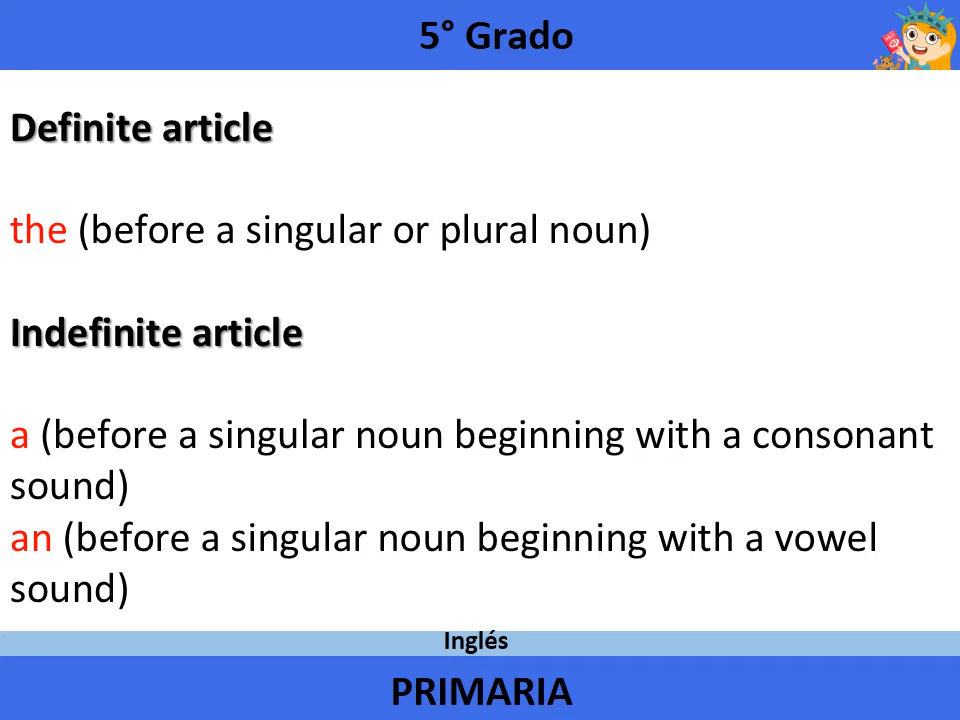 5° Grado
Definite article
the (before a singular or plural noun)
Indefinite article
a (before a singular noun beginning with a consonant
sound)
an (before a singular noun beginning with a vowel
sound)
Inglés
PRIMARIA